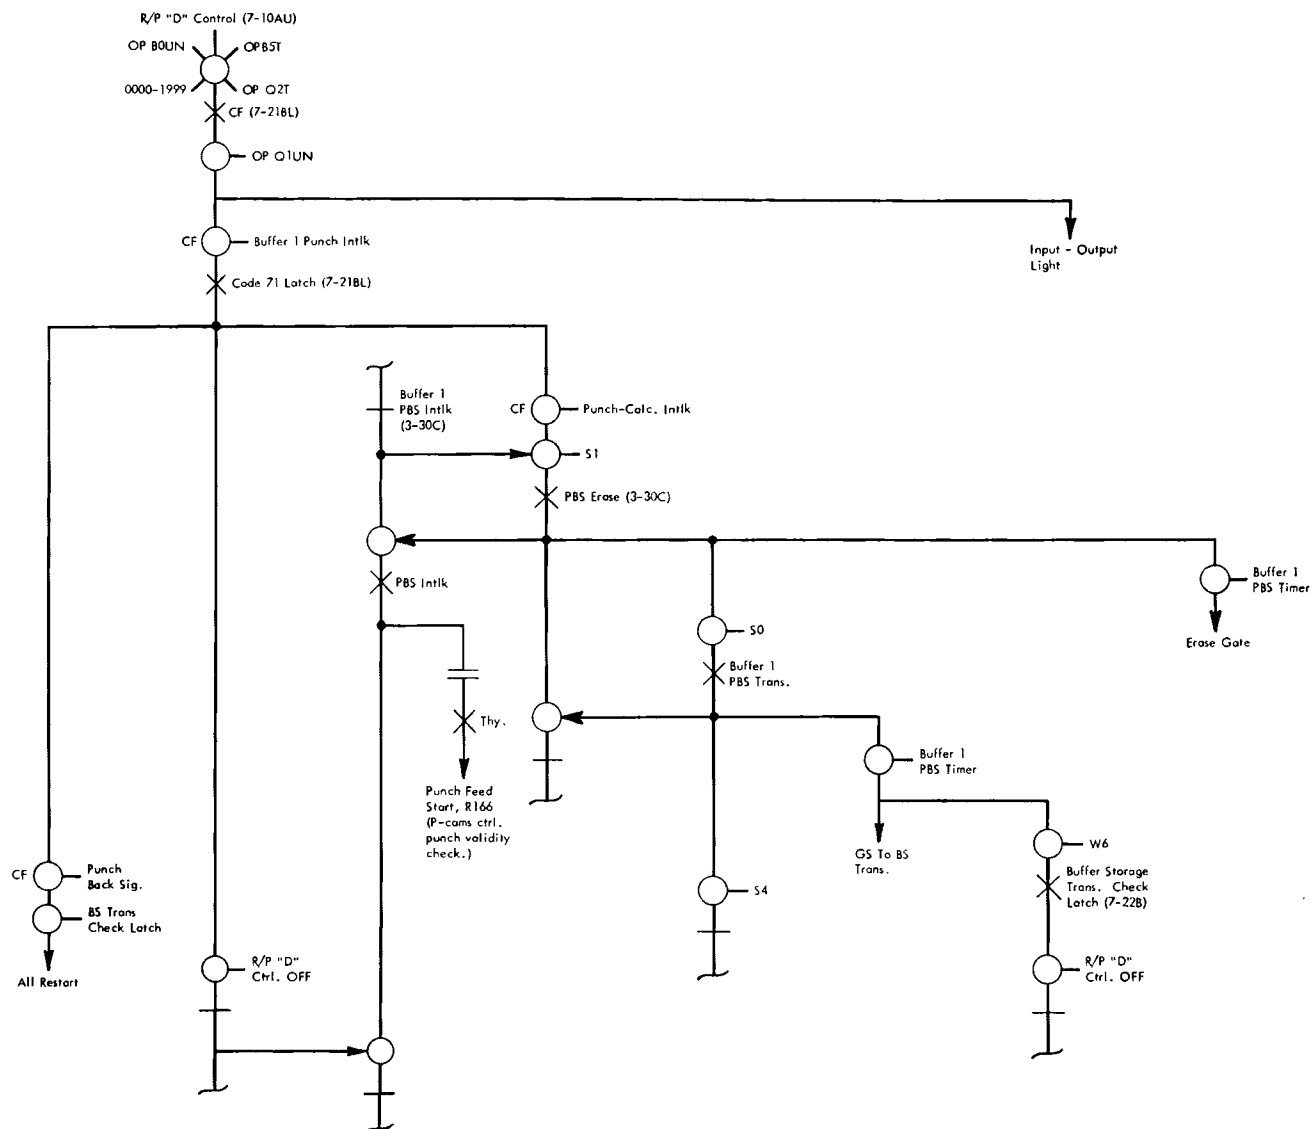 R/P "D" Control (7-10AU)
OP B0UN
OPB5T
0000-1999
OP Q2T
CF (7-21BL)
OP Q1UN
CF
Buffer 1 Punch Intlk
Input - Output
Light
Code 71 Latch (7-21BL)
Buffer 1
PBS Intlk
(3-30C)
CF
Punch-Calc. Intlk
S1
PBS Erase (3-30C)
PBS Intlk
Buffer 1
PBS Timer
Erase Gate
S0
Buffer 1
PBS Trans.
Thy.
Punch Feed
Start, R166
(P-cams ctrl.
punch validity
check.)
Buffer 1
PBS Timer
GS To BS
Trans.
W6
Buffer Storage
Trans. Check
Latch (7-22B)
CF
Punch
Back Sig.
BS Trans
Check Latch
All Restart
S4
R/P "D"
Ctrl. OFF
R/P "D"
Ctrl. OFF